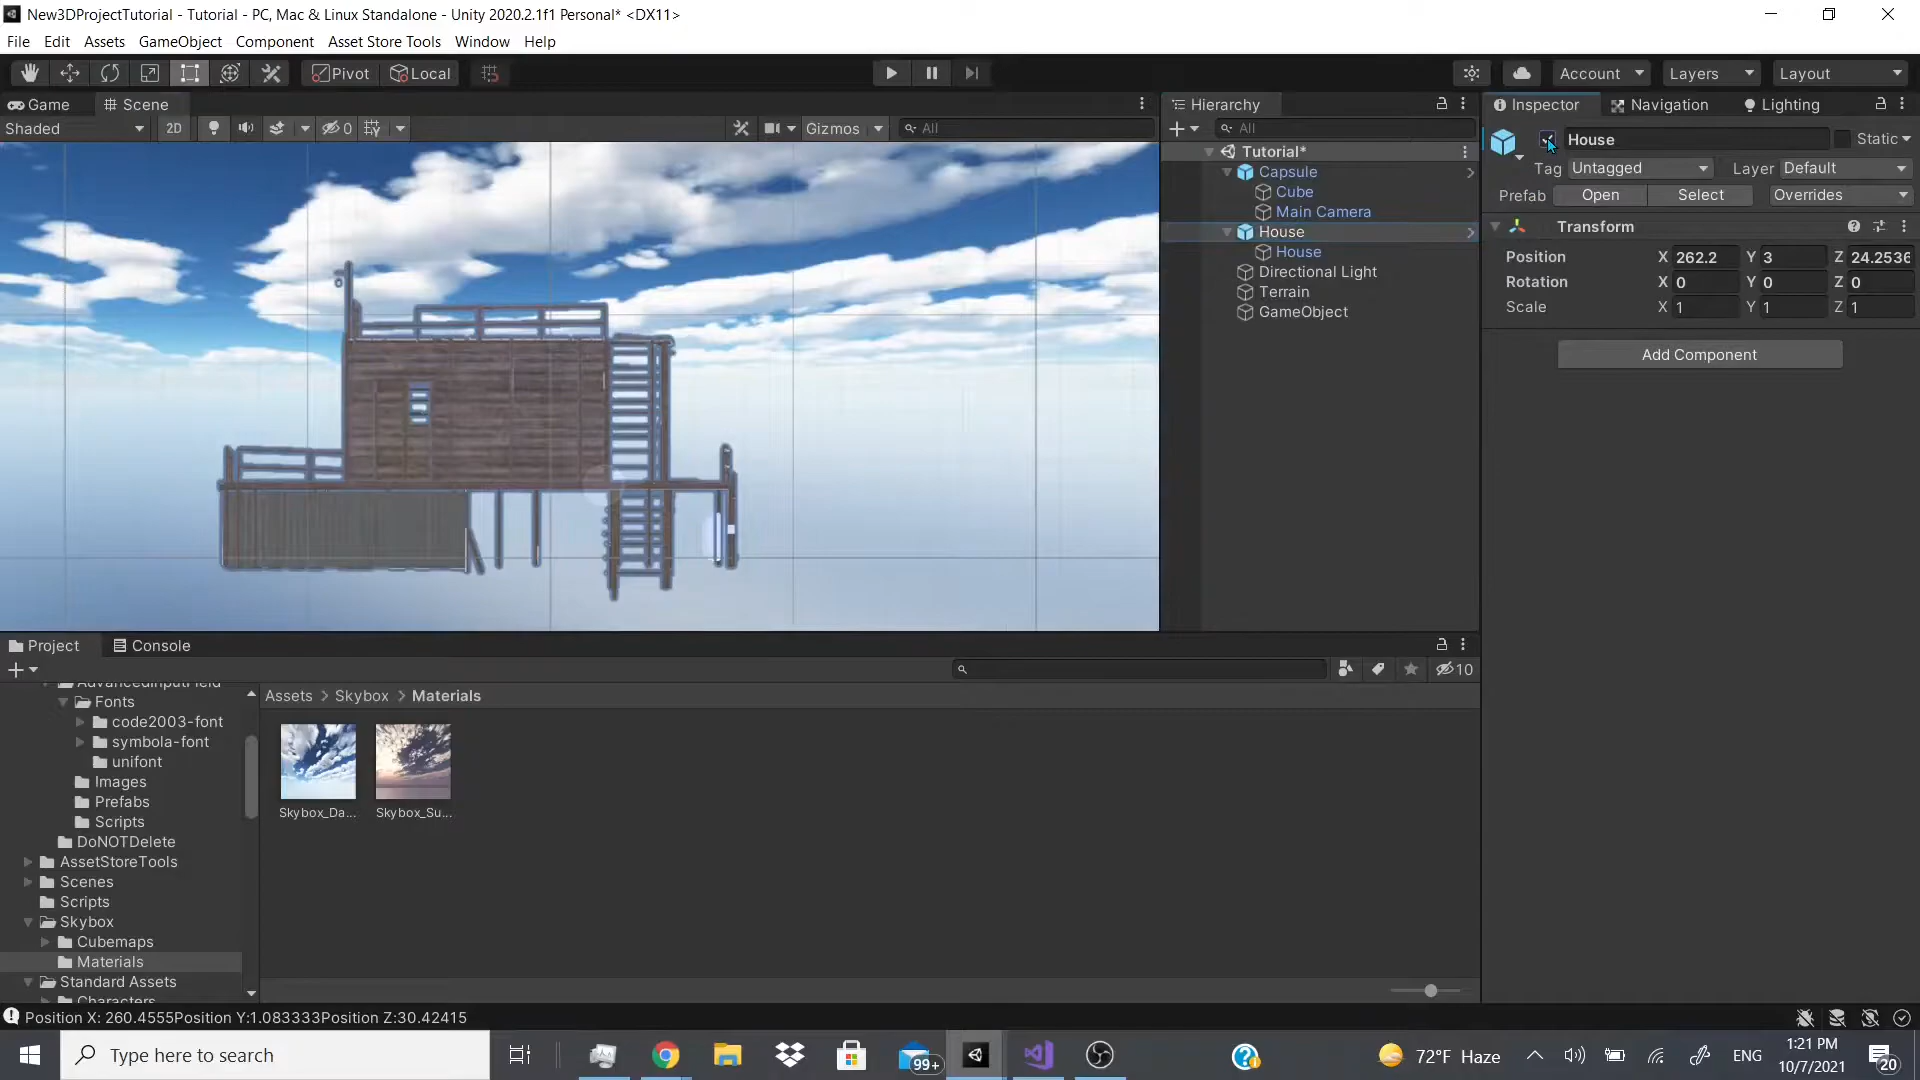 New3DProjectTutorial - Tutorial - PC, Mac & Linux Standalone - Unity 2020.2.1f1 Personal* <DX11>
File Edit Assets GameObject Component Asset Store Tools Window Help
Pivot Local Account Layers Layout
Game Scene Hierarchy Inspector Navigation Lighting
Shaded 2D 0 Gizmos All All
House Static
Tutorial*
Tag Untagged Layer Default
Capsule
Cube
Prefab Open Select Overrides
Main Camera
House
Transform
House
Position X 262.2 Y 3 Z 24.2536
Directional Light
Rotation X 0 Y 0 Z 0
Terrain
Scale X 1 Y 1 Z 1
GameObject
Add Component
Project Console
10
AdvancedInputField
Assets > Skybox > Materials
Fonts
code2003-font
symbola-font
unifont
Images
Prefabs
Skybox_Da... Skybox_Su...
Scripts
DoNOTDelete
AssetStoreTools
Scenes
Scripts
Skybox
Cubemaps
Materials
Standard Assets
Characters
Position X: 260.4555Position Y:1.083333Position Z:30.42415
Type here to search
99+
72°F Haze
ENG
1:21 PM
10/7/2021
20